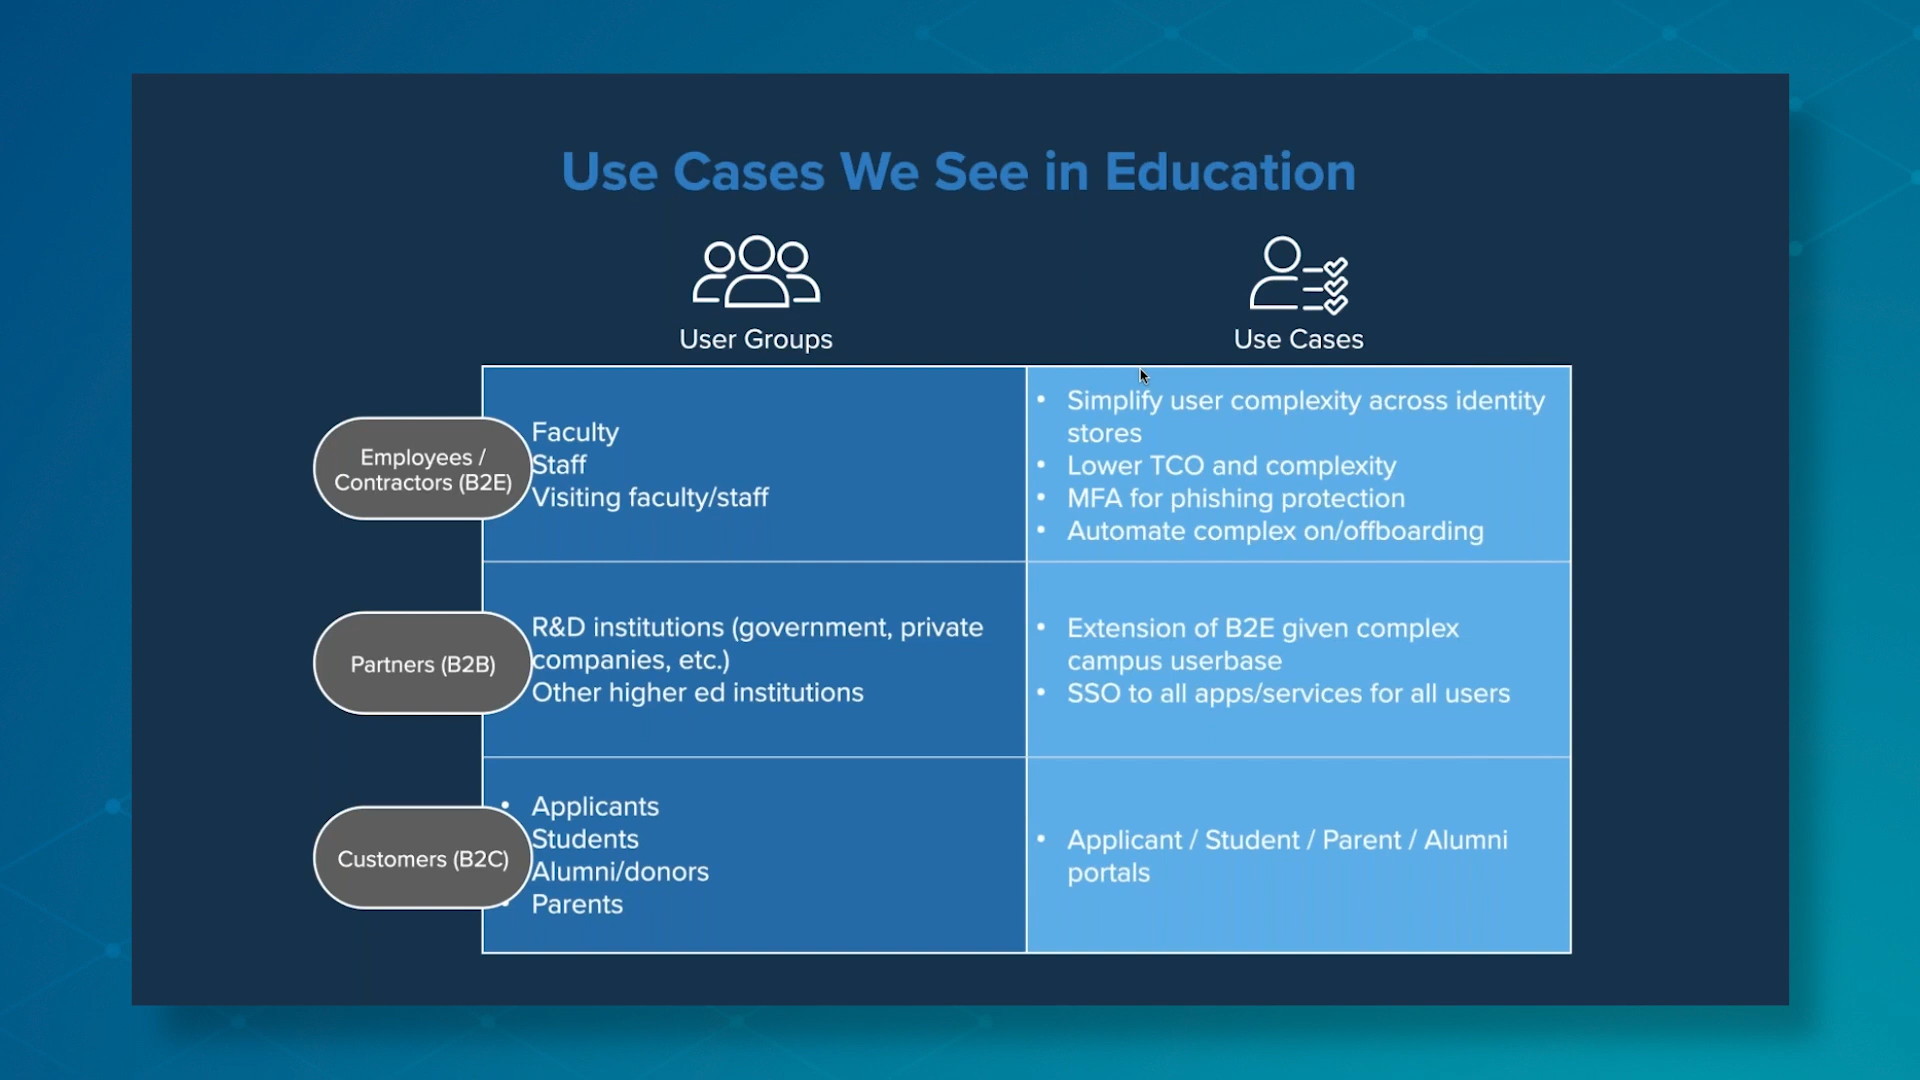 Use Cases We See in Education
User Groups
Use Cases
Employees /
Contractors (B2E)
Faculty
Staff
Visiting faculty/staff
• Simplify user complexity across identity
stores
• Lower TCO and complexity
• MFA for phishing protection
• Automate complex on/offboarding
Partners (B2B)
R&D institutions (government, private
companies, etc.)
Other higher ed institutions
• Extension of B2E given complex
campus userbase
• SSO to all apps/services for all users
Customers (B2C)
• Applicants
Students
Alumni/donors
• Parents
• Applicant / Student / Parent / Alumni
portals